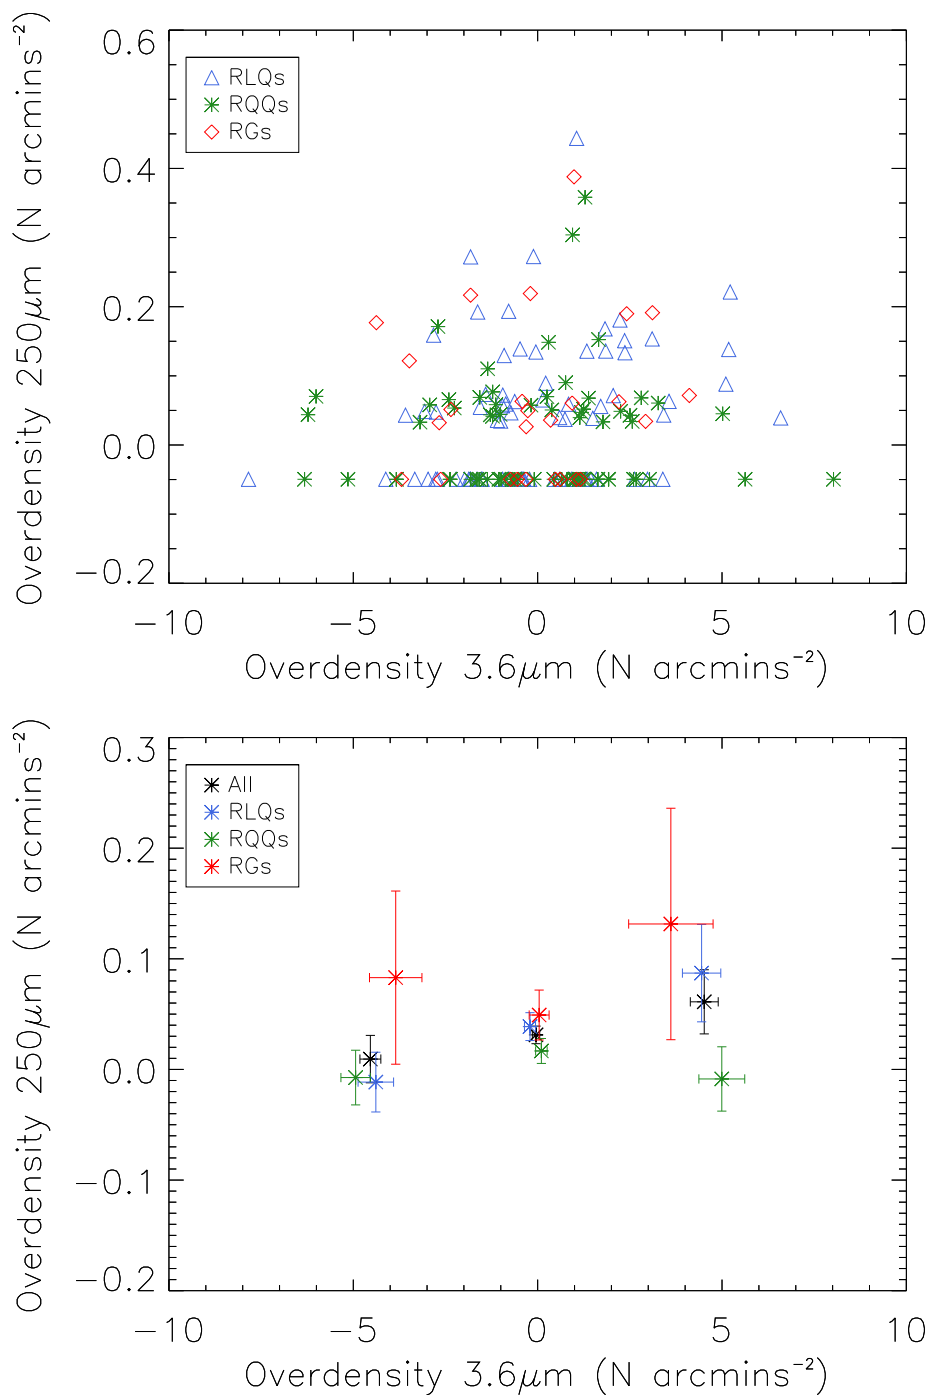 Overdensity 250μm (N arcmins⁻²)
0.6
0.4
0.2
0.0
−0.2
RLQs
RQQs
RGs
−10
−5
0
5
10
Overdensity 3.6μm (N arcmins⁻²)
Overdensity 250μm (N arcmins⁻²)
0.3
0.2
0.1
0.0
−0.1
−0.2
All
RLQs
RQQs
RGs
−10
−5
0
5
10
Overdensity 3.6μm (N arcmins⁻²)